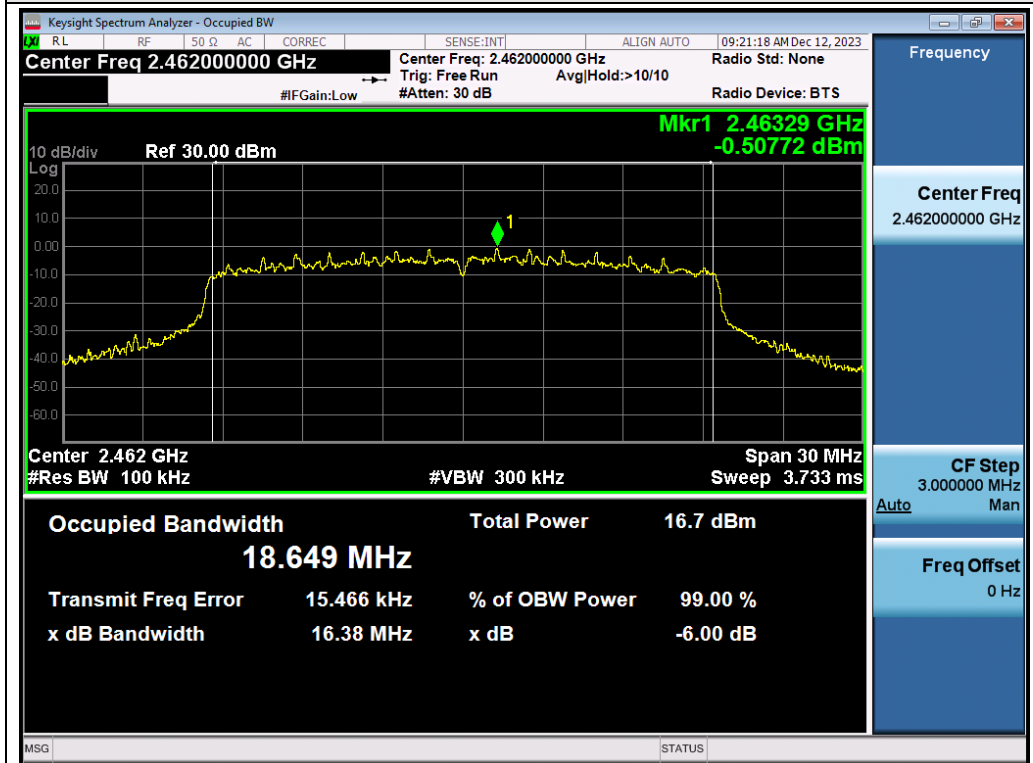 Keysight Spectrum Analyzer - Occupied BW
LXI RL RF 50 Ω AC CORREC SENSE:INT ALIGN AUTO 09:21:18 AM Dec 12, 2023
Center Freq 2.462000000 GHz
#IFGain:Low
Center Freq: 2.462000000 GHz
Trig: Free Run Avg|Hold:>10/10
#Atten: 30 dB
Radio Std: None
Radio Device: BTS
Mkr1 2.46329 GHz
-0.50772 dBm
10 dB/div Ref 30.00 dBm
Log
20.0
10.0
0.00
-10.0
-20.0
-30.0
-40.0
-50.0
-60.0
1
Center 2.462 GHz Span 30 MHz
#Res BW 100 kHz #VBW 300 kHz Sweep 3.733 ms
Occupied Bandwidth Total Power 16.7 dBm
18.649 MHz
Transmit Freq Error 15.466 kHz % of OBW Power 99.00 %
x dB Bandwidth 16.38 MHz x dB -6.00 dB
Frequency
Center Freq
2.462000000 GHz
CF Step
3.000000 MHz
Auto Man
Freq Offset
0 Hz
MSG STATUS